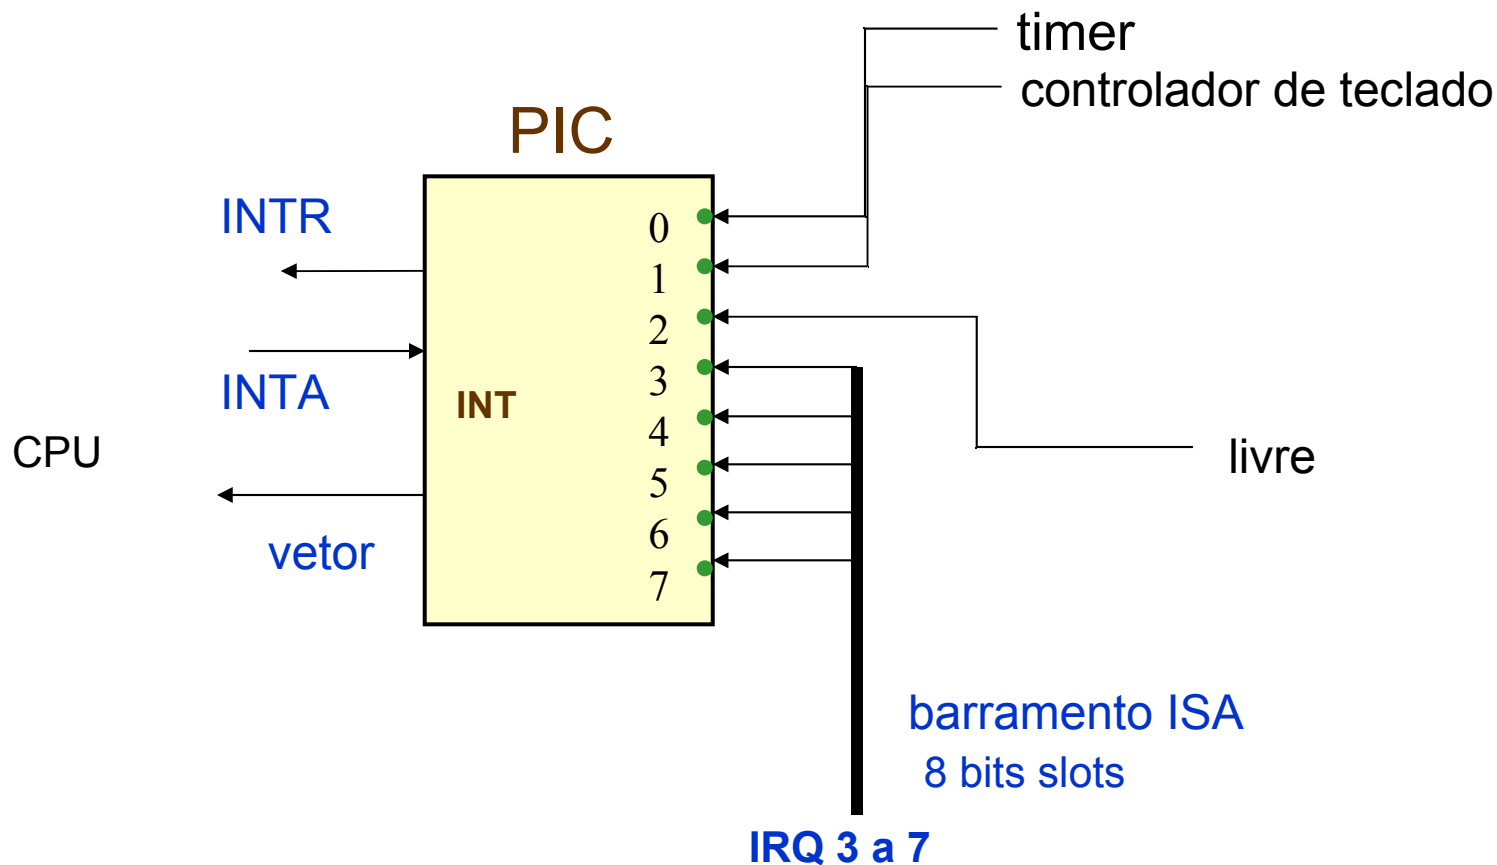 timer
controlador de teclado
PIC
INTR
0
1
2
3
INTA
INT
4
CPU
livre
5
6
vetor
7
barramento ISA
8 bits slots
IRQ 3 a 7